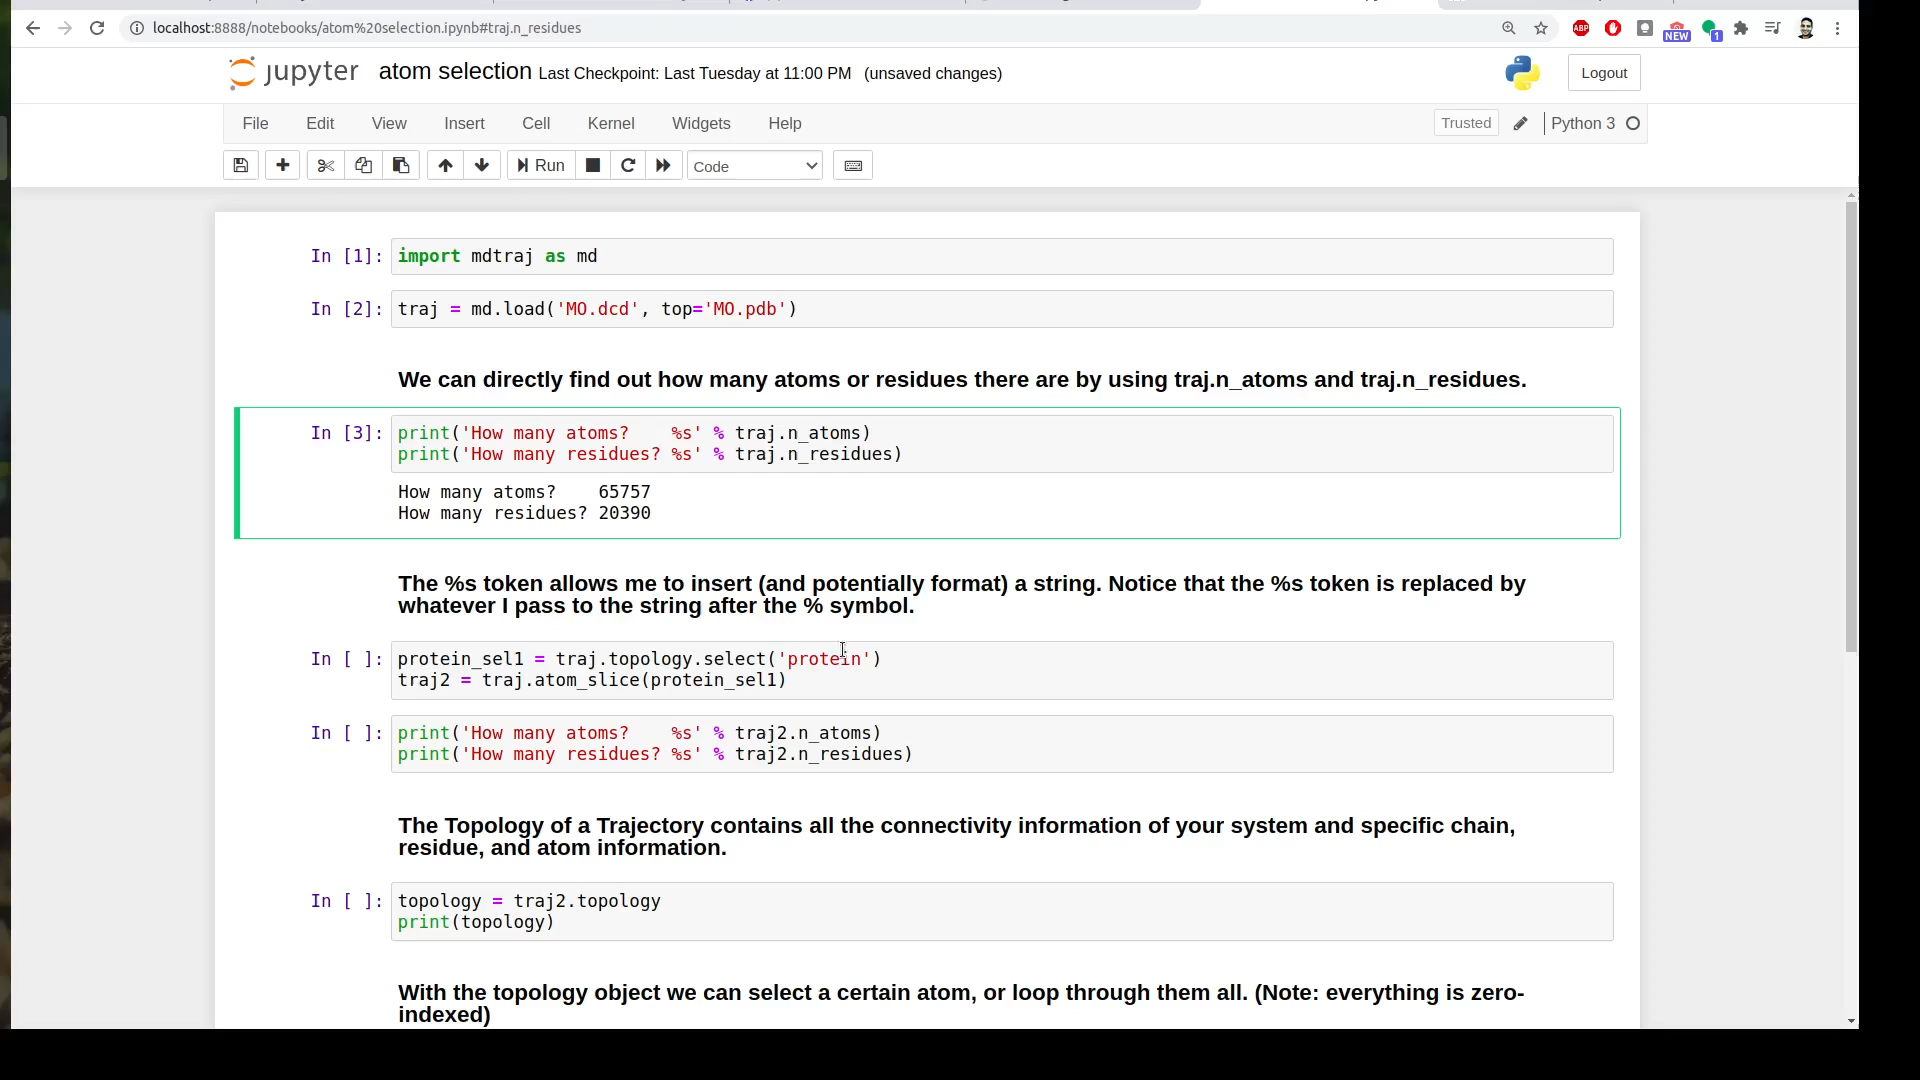 localhost:8888/notebooks/atom%20selection.ipynb#traj.n_residues
ABP
NEW
1
jupyter atom selection Last Checkpoint: Last Tuesday at 11:00 PM (unsaved changes)
Logout
File Edit View Insert Cell Kernel Widgets Help
Trusted
Python 3
Run
Code
In [1]: import mdtraj as md
In [2]: traj = md.load('MO.dcd', top='MO.pdb')
We can directly find out how many atoms or residues there are by using traj.n_atoms and traj.n_residues.
In [3]: print('How many atoms?    %s' % traj.n_atoms)
print('How many residues? %s' % traj.n_residues)
How many atoms?    65757
How many residues? 20390
The %s token allows me to insert (and potentially format) a string. Notice that the %s token is replaced by
whatever I pass to the string after the % symbol.
In [ ]: protein_sel1 = traj.topology.select('protein')
traj2 = traj.atom_slice(protein_sel1)
In [ ]: print('How many atoms?    %s' % traj2.n_atoms)
print('How many residues? %s' % traj2.n_residues)
The Topology of a Trajectory contains all the connectivity information of your system and specific chain,
residue, and atom information.
In [ ]: topology = traj2.topology
print(topology)
With the topology object we can select a certain atom, or loop through them all. (Note: everything is zero-
indexed)